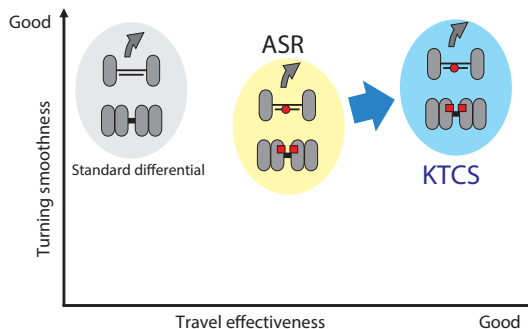 Good
ASR
Standard differential
KTCS
Turning smoothness
Travel effectiveness
Good